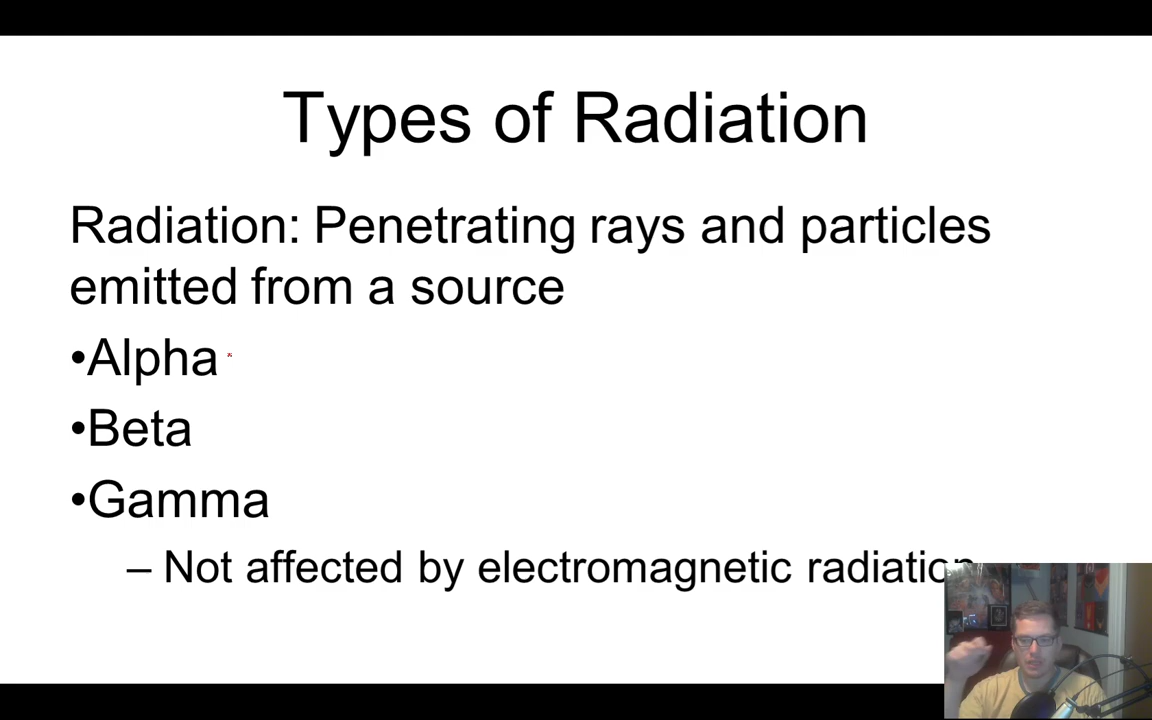 Types of Radiation
Radiation: Penetrating rays and particles
emitted from a source
•Alpha
•Beta
•Gamma
– Not affected by electromagnetic radiation